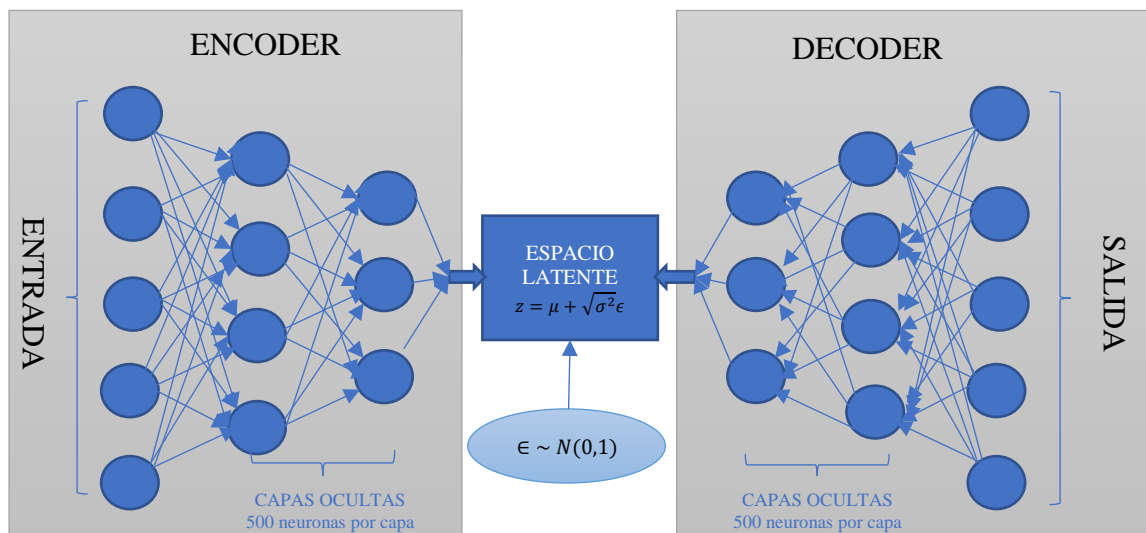 ENCODER
DECODER
ENTRADA
ESPACIO
LATENTE
z = μ + √σ²ϵ
SALIDA
∈ ~ N(0,1)
CAPAS OCULTAS
500 neuronas por capa
CAPAS OCULTAS
500 neuronas por capa